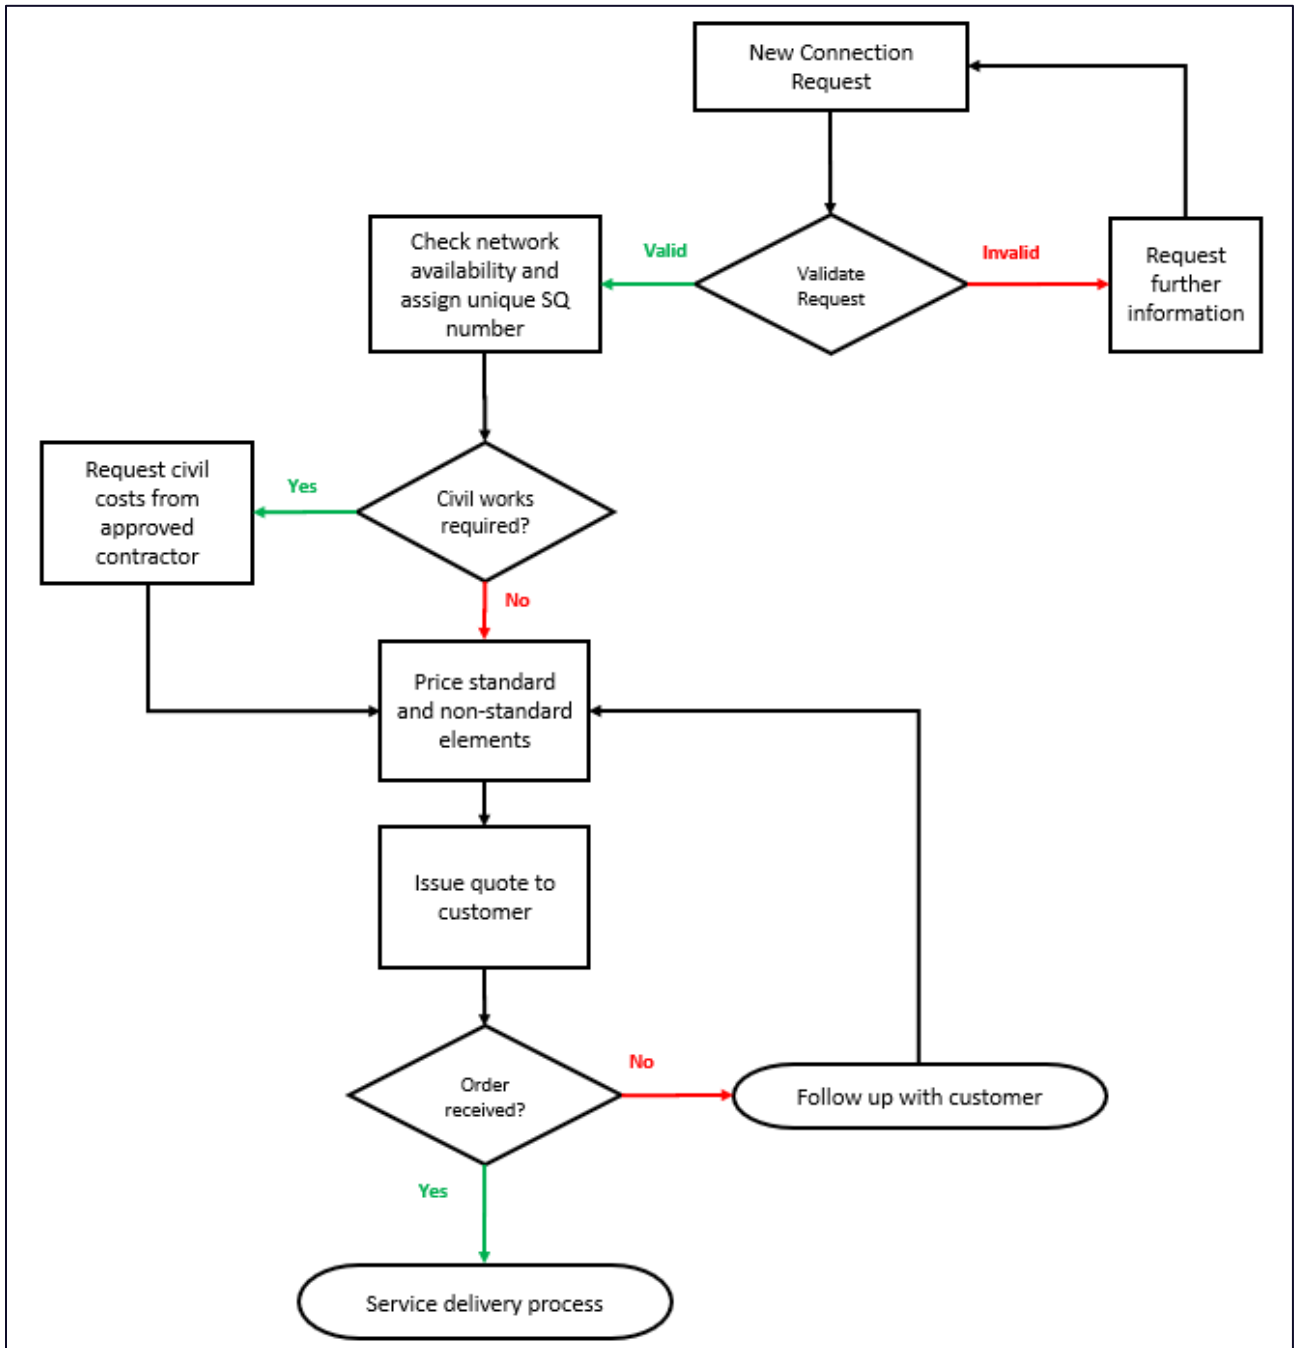 New Connection
Request
Validate
Request
Valid
Invalid
Request
further
information
Check network
availability and
assign unique SQ
number
Civil works
required?
Yes
Request civil
costs from
approved
contractor
No
Price standard
and non-standard
elements
Issue quote to
customer
Order
received?
No
Follow up with customer
Yes
Service delivery process